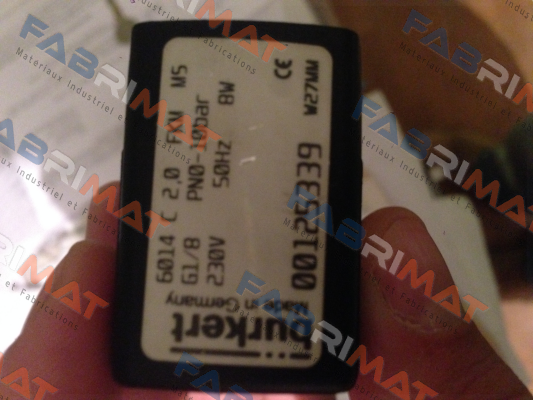 6014 C 2,0 FKM MS
G1/8 PN0-10bar
230V 50Hz 8W
00125339 W27MM
CE
Made in Germany
burkert
FABRIMAT
Matériaux Industriel et Fabrications